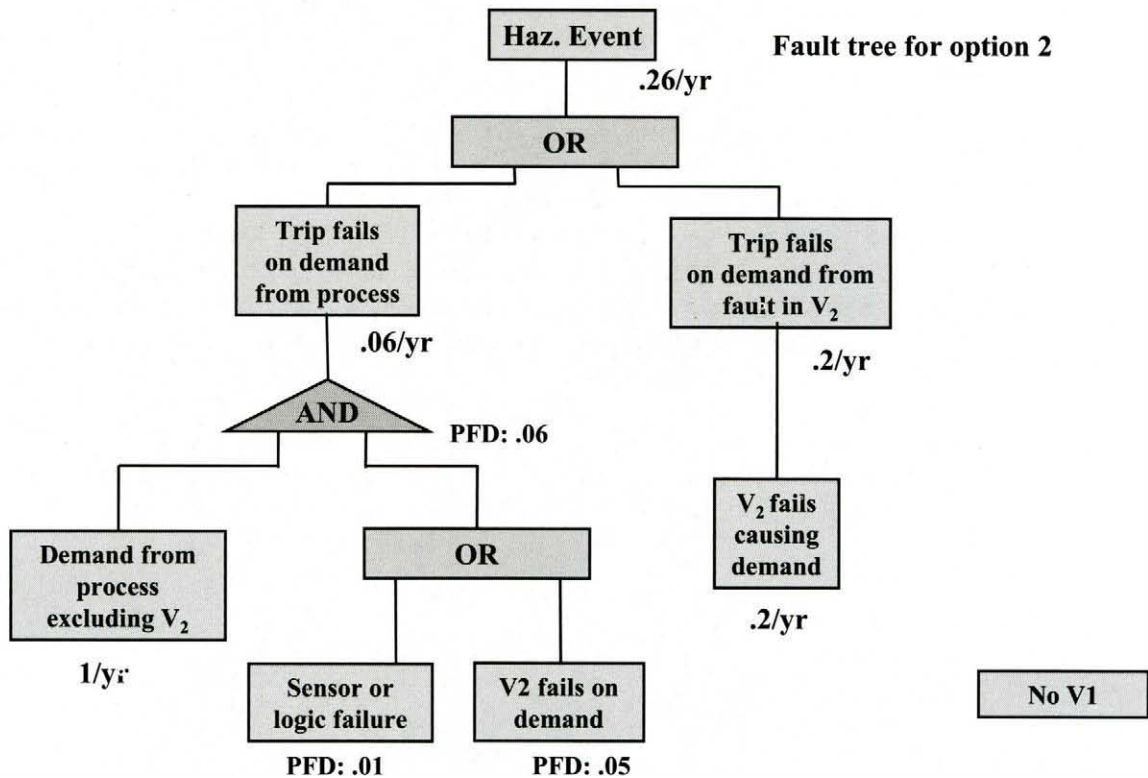 Haz. Event
Fault tree for option 2
.26/yr
OR
Trip fails
on demand
from process
Trip fails
on demand from
fault in V₂
.06/yr
.2/yr
AND
PFD: .06
Demand from
process
excluding V₂
OR
V₂ fails
causing
demand
1/yr
.2/yr
Sensor or
logic failure
V2 fails on
demand
No V1
PFD: .01
PFD: .05